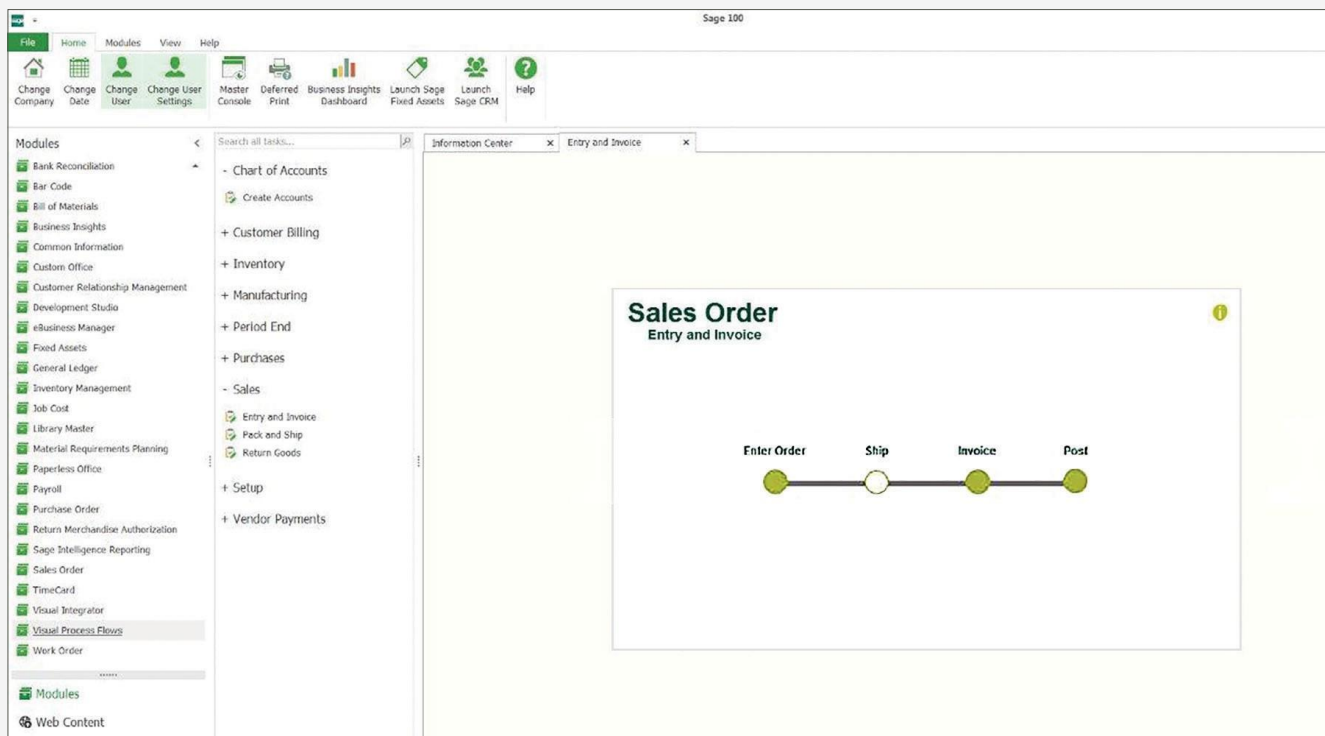 sage
Sage 100
File Home Modules View Help
Change Company
Change Date
Change User
Change User Settings
Master Console
Deferred Print
Business Insights Dashboard
Launch Sage Fixed Assets
Launch Sage CRM
Help
Modules
Bank Reconciliation
Bar Code
Bill of Materials
Business Insights
Common Information
Custom Office
Customer Relationship Management
Development Studio
eBusiness Manager
Fixed Assets
General Ledger
Inventory Management
Job Cost
Library Master
Material Requirements Planning
Paperless Office
Payroll
Purchase Order
Return Merchandise Authorization
Sage Intelligence Reporting
Sales Order
TimeCard
Visual Integrator
Visual Process Flows
Work Order
Modules
Web Content
Search all tasks...
- Chart of Accounts
Create Accounts
+ Customer Billing
+ Inventory
+ Manufacturing
+ Period End
+ Purchases
- Sales
Entry and Invoice
Pack and Ship
Return Goods
+ Setup
+ Vendor Payments
Information Center x Entry and Invoice x
Sales Order
Entry and Invoice
Enter Order Ship Invoice Post